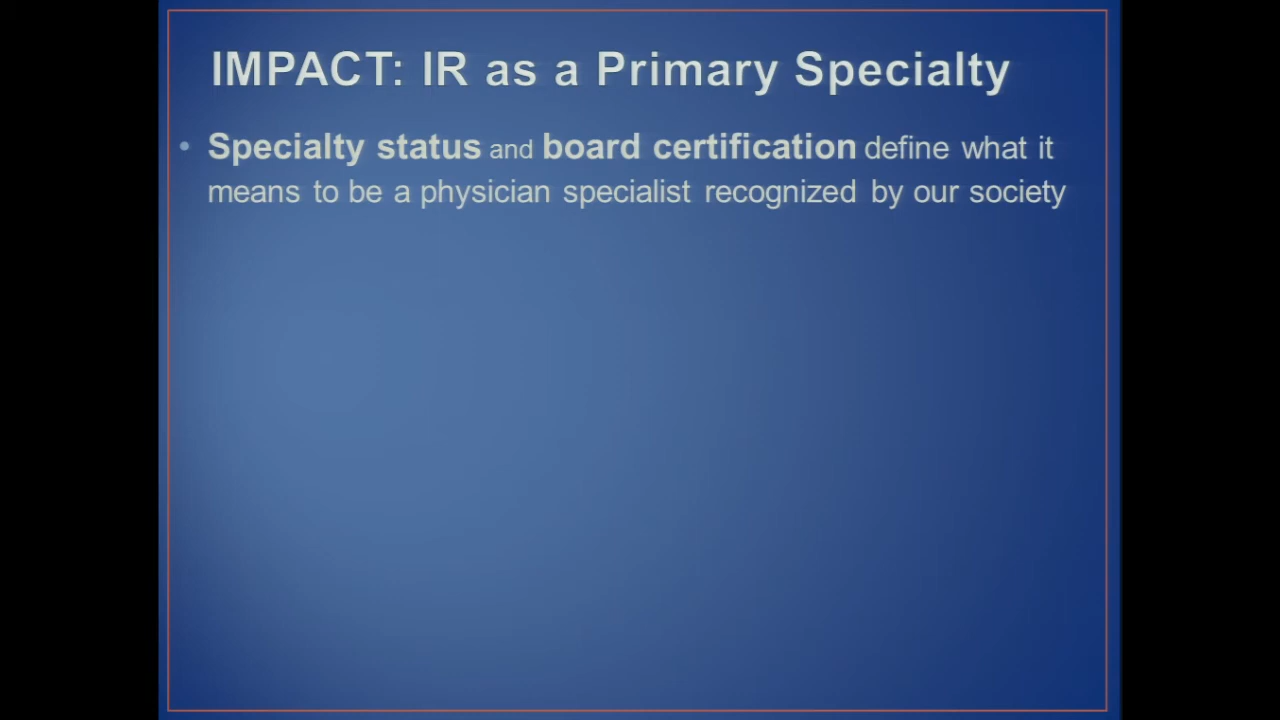 IMPACT: IR as a Primary Specialty
• Specialty status and board certification define what it
means to be a physician specialist recognized by our society